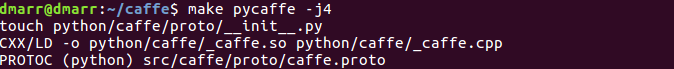 dmarr@dmarr:~/caffe$ make pycaffe -j4
touch python/caffe/proto/__init__.py
CXX/LD -o python/caffe/_caffe.so python/caffe/_caffe.cpp
PROTOC (python) src/caffe/proto/caffe.proto